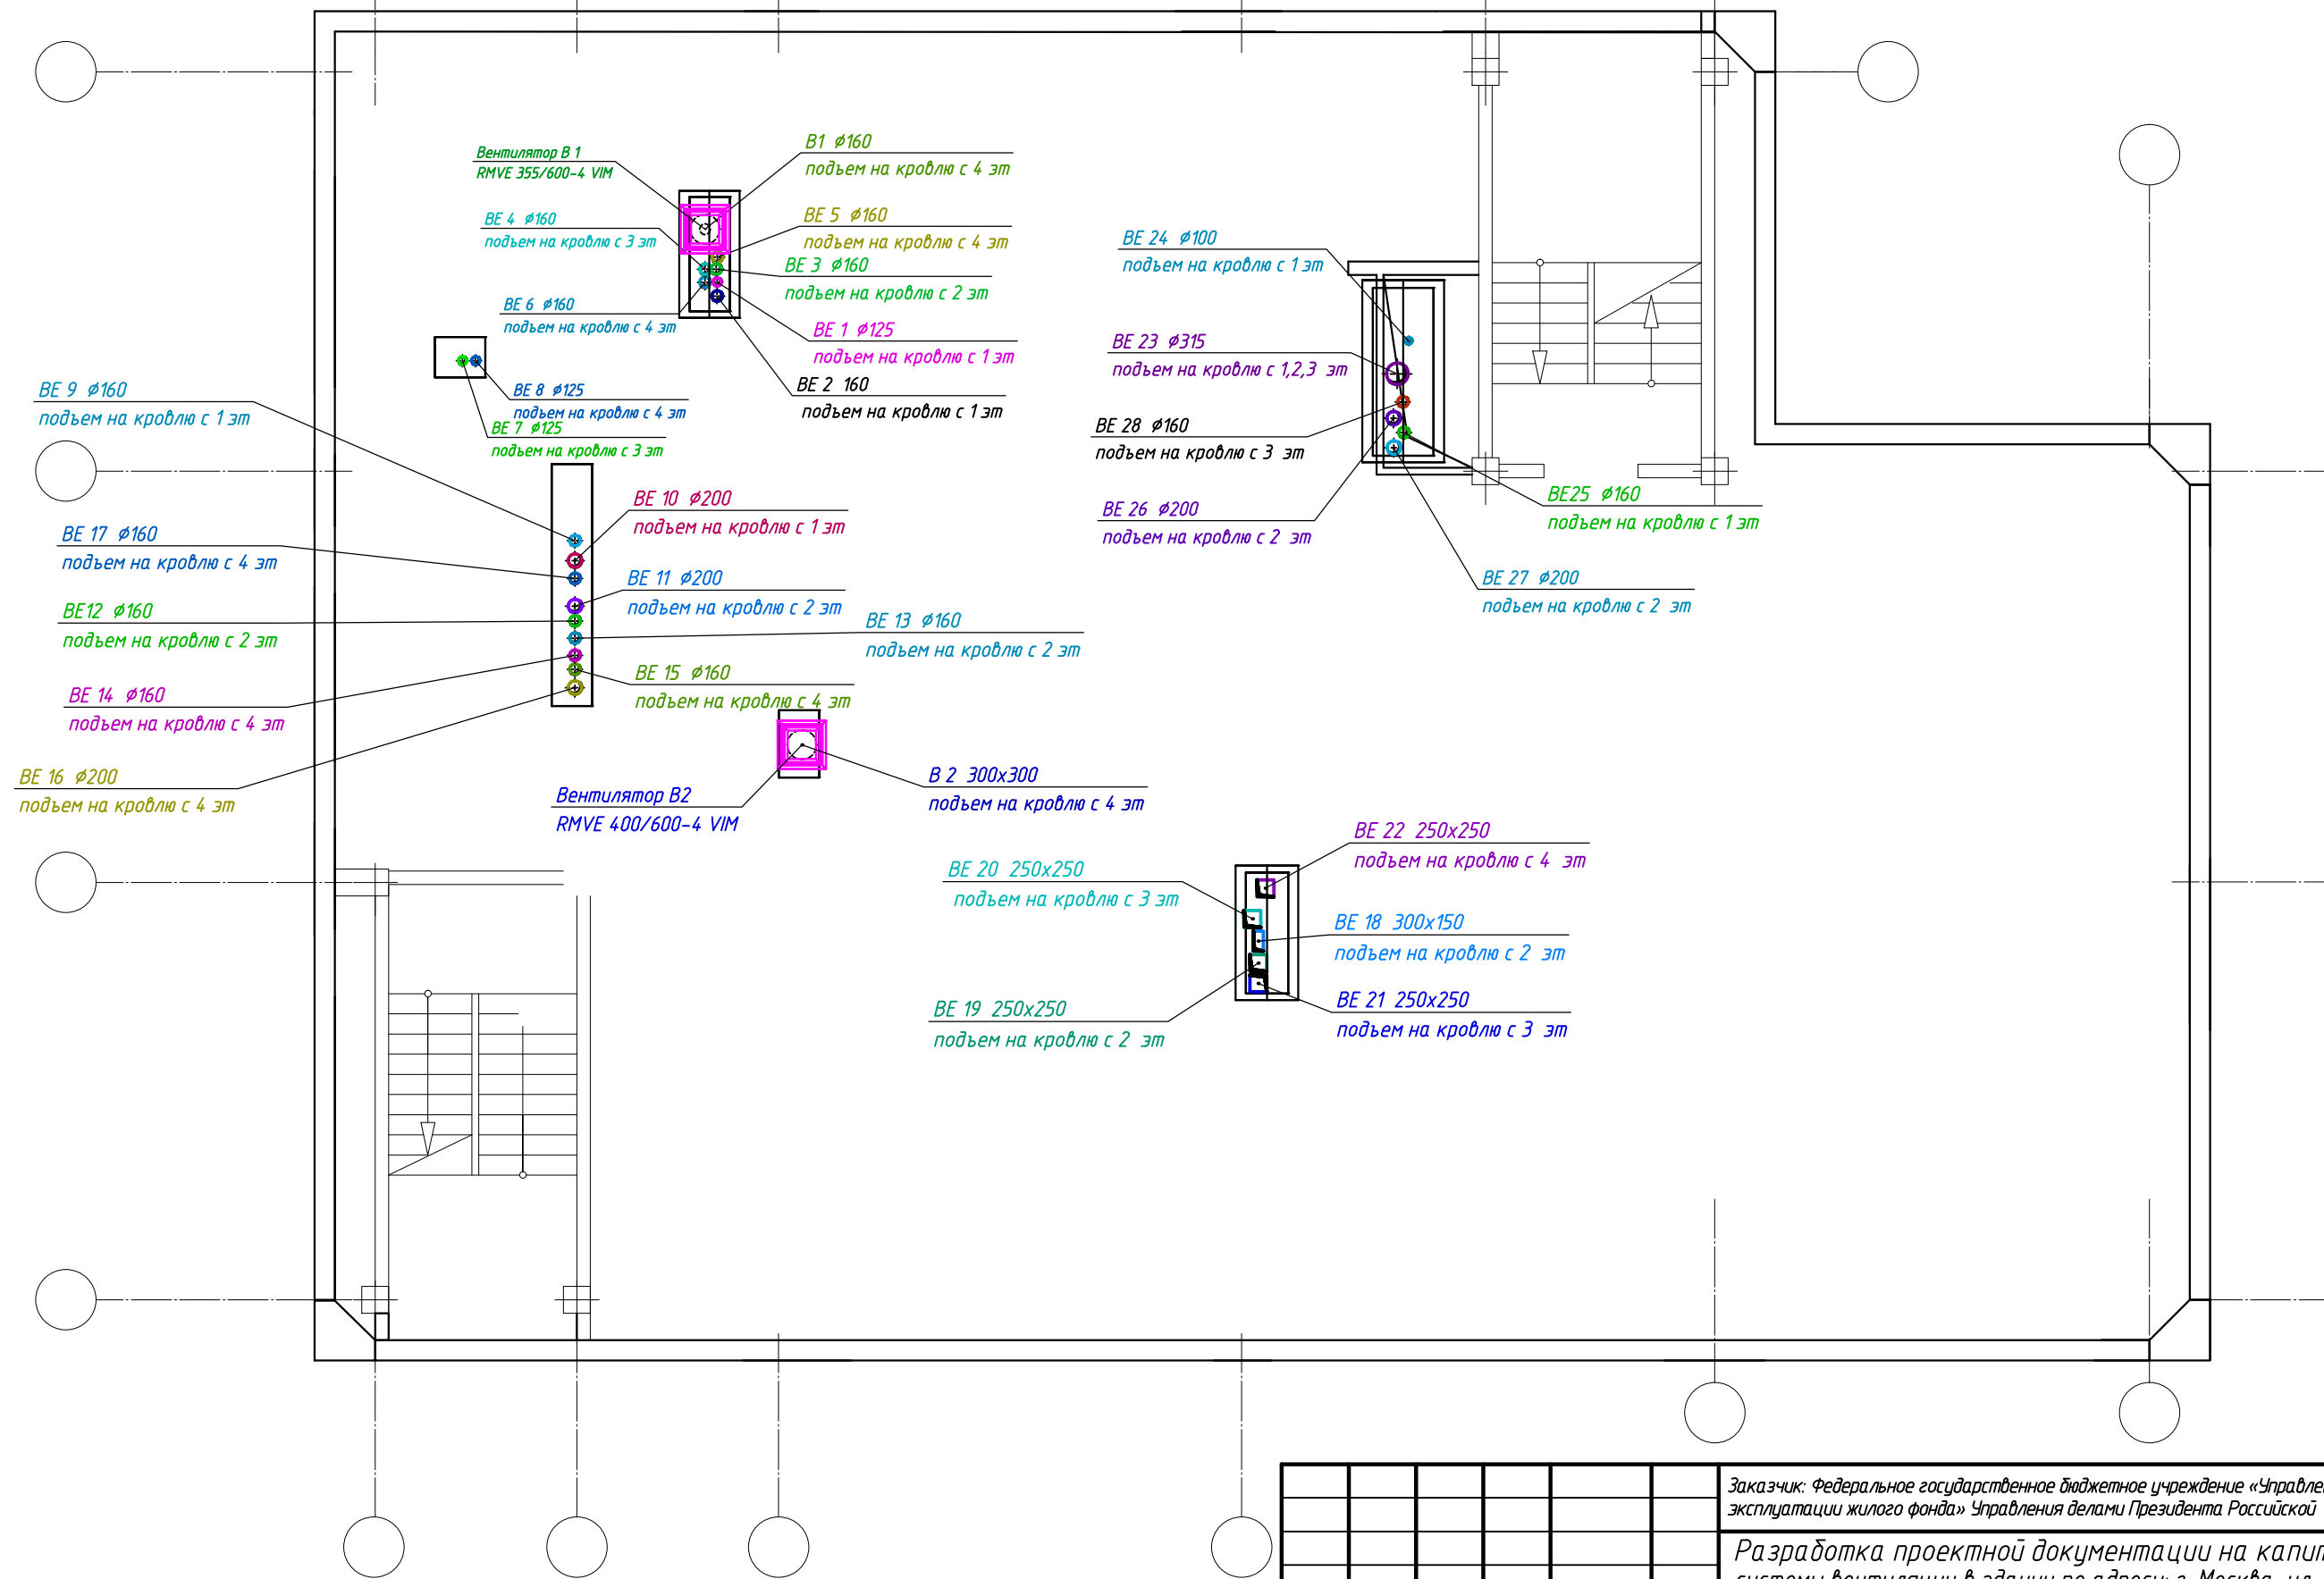 Вентилятор В 1
RMVE 355/600-4 VIM
В1 ⌀160
подъем на кровлю с 4 эт
ВЕ 4 ⌀160
подъем на кровлю с 3 эт
ВЕ 5 ⌀160
подъем на кровлю с 4 эт
ВЕ 3 ⌀160
подъем на кровлю с 2 эт
ВЕ 6 ⌀160
подъем на кровлю с 4 эт
ВЕ 1 ⌀125
подъем на кровлю с 1 эт
ВЕ 2 160
подъем на кровлю с 1 эт
ВЕ 8 ⌀125
подъем на кровлю с 4 эт
ВЕ 7 ⌀125
подъем на кровлю с 3 эт
ВЕ 9 ⌀160
подъем на кровлю с 1 эт
ВЕ 10 ⌀200
подъем на кровлю с 1 эт
ВЕ 17 ⌀160
подъем на кровлю с 4 эт
ВЕ 11 ⌀200
подъем на кровлю с 2 эт
ВЕ12 ⌀160
подъем на кровлю с 2 эт
ВЕ 13 ⌀160
подъем на кровлю с 2 эт
ВЕ 14 ⌀160
подъем на кровлю с 4 эт
ВЕ 15 ⌀160
подъем на кровлю с 4 эт
ВЕ 16 ⌀200
подъем на кровлю с 4 эт
Вентилятор В2
RMVE 400/600-4 VIM
В 2 300х300
подъем на кровлю с 4 эт
ВЕ 24 ⌀100
подъем на кровлю с 1 эт
ВЕ 23 ⌀315
подъем на кровлю с 1,2,3 эт
ВЕ 28 ⌀160
подъем на кровлю с 3 эт
ВЕ 26 ⌀200
подъем на кровлю с 2 эт
ВЕ25 ⌀160
подъем на кровлю с 1 эт
ВЕ 27 ⌀200
подъем на кровлю с 2 эт
ВЕ 22 250х250
подъем на кровлю с 4 эт
ВЕ 20 250х250
подъем на кровлю с 3 эт
ВЕ 18 300х150
подъем на кровлю с 2 эт
ВЕ 19 250х250
подъем на кровлю с 2 эт
ВЕ 21 250х250
подъем на кровлю с 3 эт
Заказчик: Федеральное государственное бюджетное учреждение «Управле
эксплуатации жилого фонда» Управления делами Президента Российской
Разработка проектной документации на капит
системы вентиляции в здании по адресу: г. Москва, ул.